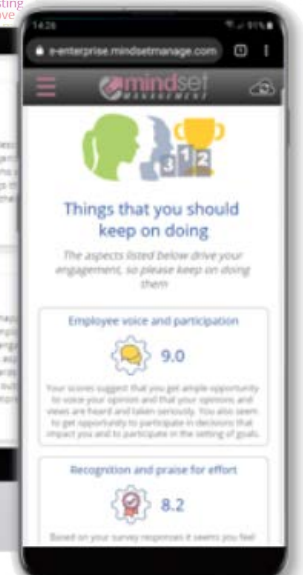 14:26
91%
e-enterprise.mindsetmanage.com
mindset
MANAGEMENT
3 1 2
Things that you should
keep on doing
The aspects listed below drive your
engagement, so please keep on doing
them
Employee voice and participation
9.0
Your scores suggest that you get ample opportunity
to voice your opinion and that your opinions and
views are heard and taken seriously. You also seem
to get opportunity to participate in decisions that
impact you and to participate in the setting of goals.
Recognition and praise for effort
8.2
Based on your survey responses it seems you feel